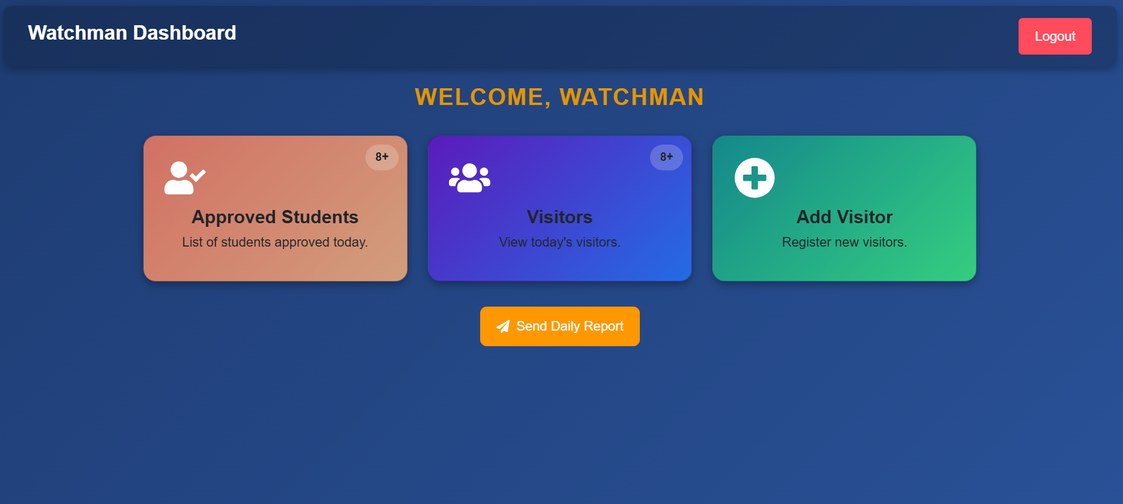 Watchman Dashboard
Logout
WELCOME, WATCHMAN
8+
Approved Students
List of students approved today.
8+
Visitors
View today's visitors.
Add Visitor
Register new visitors.
Send Daily Report